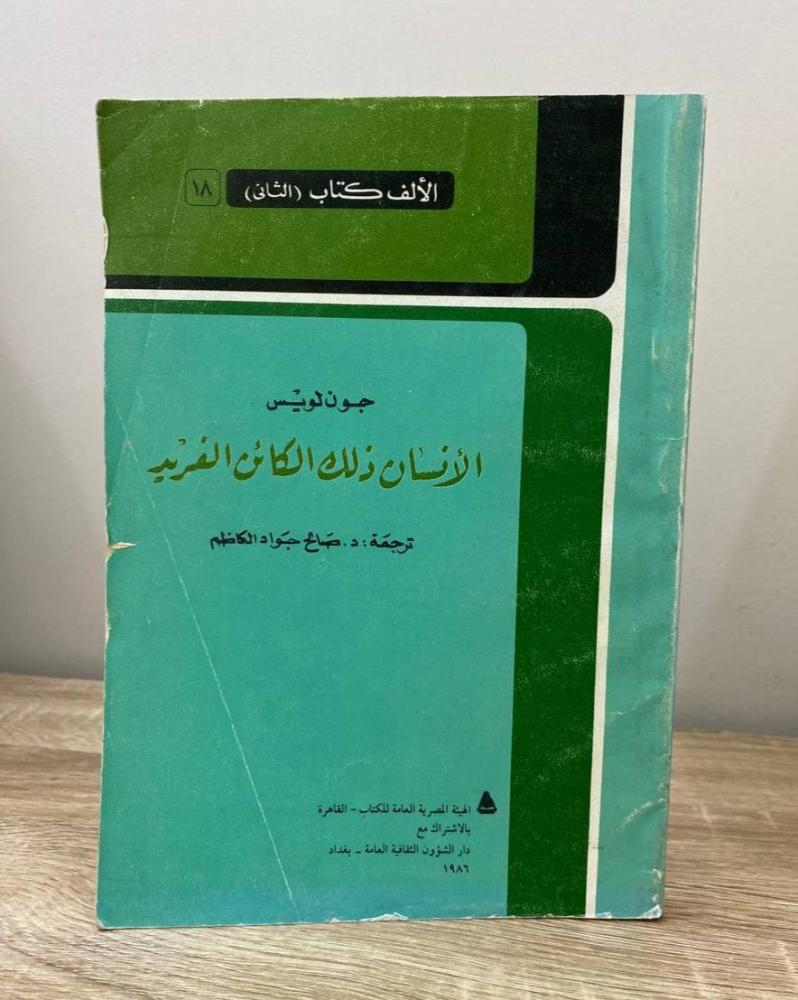 الألف كتاب (الثانى) ١٨
جون لويس
الإنسان ذلك الكائن الفريد
ترجمة: د. صالح جواد الكاظم
الهيئة المصرية العامة للكتاب - القاهرة
بالاشتراك مع
دار الشؤون الثقافية العامة - بغداد
١٩٨٦